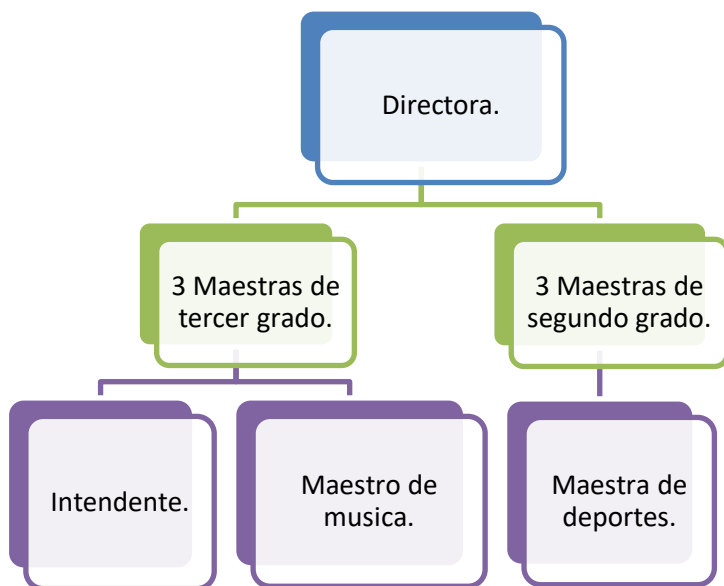 Directora.
3 Maestras de
tercer grado.
3 Maestras de
segundo grado.
Intendente.
Maestro de
musica.
Maestra de
deportes.